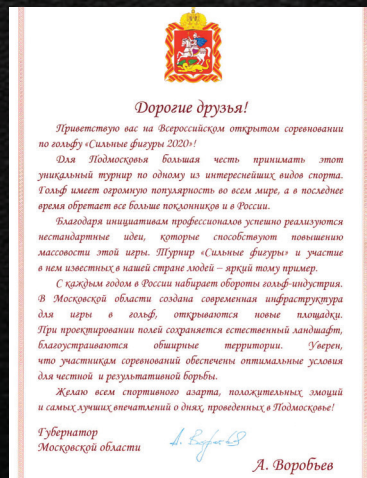 Дорогие друзья!
Приветствую вас на Всероссийском открытом соревновании
по гольфу «Сильные фигуры 2020»!
Для Подмосковья большая честь принимать этот
уникальный турнир по одному из интереснейших видов спорта.
Гольф имеет огромную популярность во всем мире, а в последнее
время обретает все больше поклонников и в России.
Благодаря инициативам профессионалов успешно реализуются
нестандартные идеи, которые способствуют повышению
массовости этой игры. Турнир «Сильные фигуры» и участие
в нем известных в нашей стране людей – яркий тому пример.
С каждым годом в России набирает обороты гольф-индустрия.
В Московской области создана современная инфраструктура
для игры в гольф, открываются новые площадки.
При проектировании полей сохраняется естественный ландшафт,
благоустраиваются обширные территории. Уверен,
что участникам соревнований обеспечены оптимальные условия
для честной и результативной борьбы.
Желаю всем спортивного азарта, положительных эмоций
и самых лучших впечатлений о днях, проведенных в Подмосковье!
Губернатор
Московской области
А. Воробьев